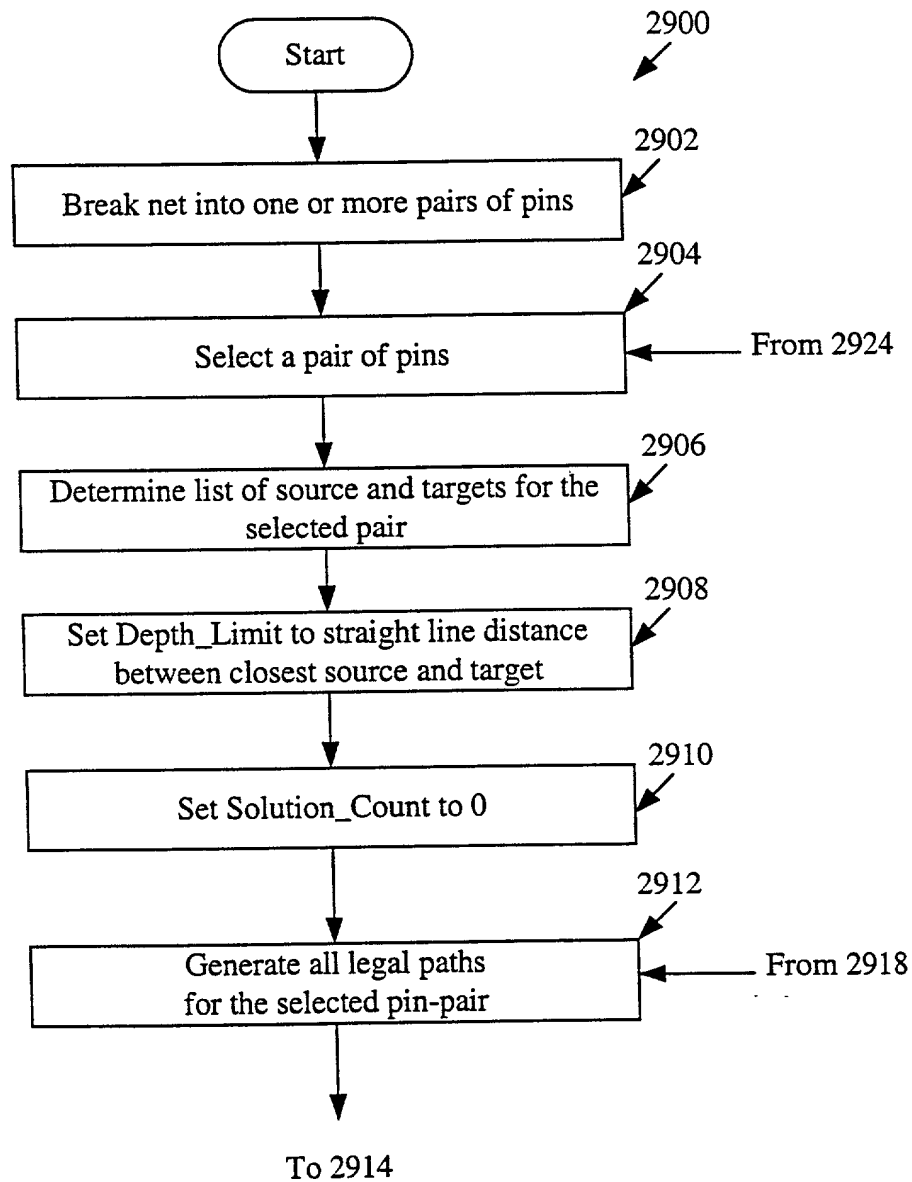 2900
Start
2902
Break net into one or more pairs of pins
2904
Select a pair of pins
From 2924
2906
Determine list of source and targets for the
selected pair
2908
Set Depth_Limit to straight line distance
between closest source and target
2910
Set Solution_Count to 0
2912
Generate all legal paths
for the selected pin-pair
From 2918
To 2914